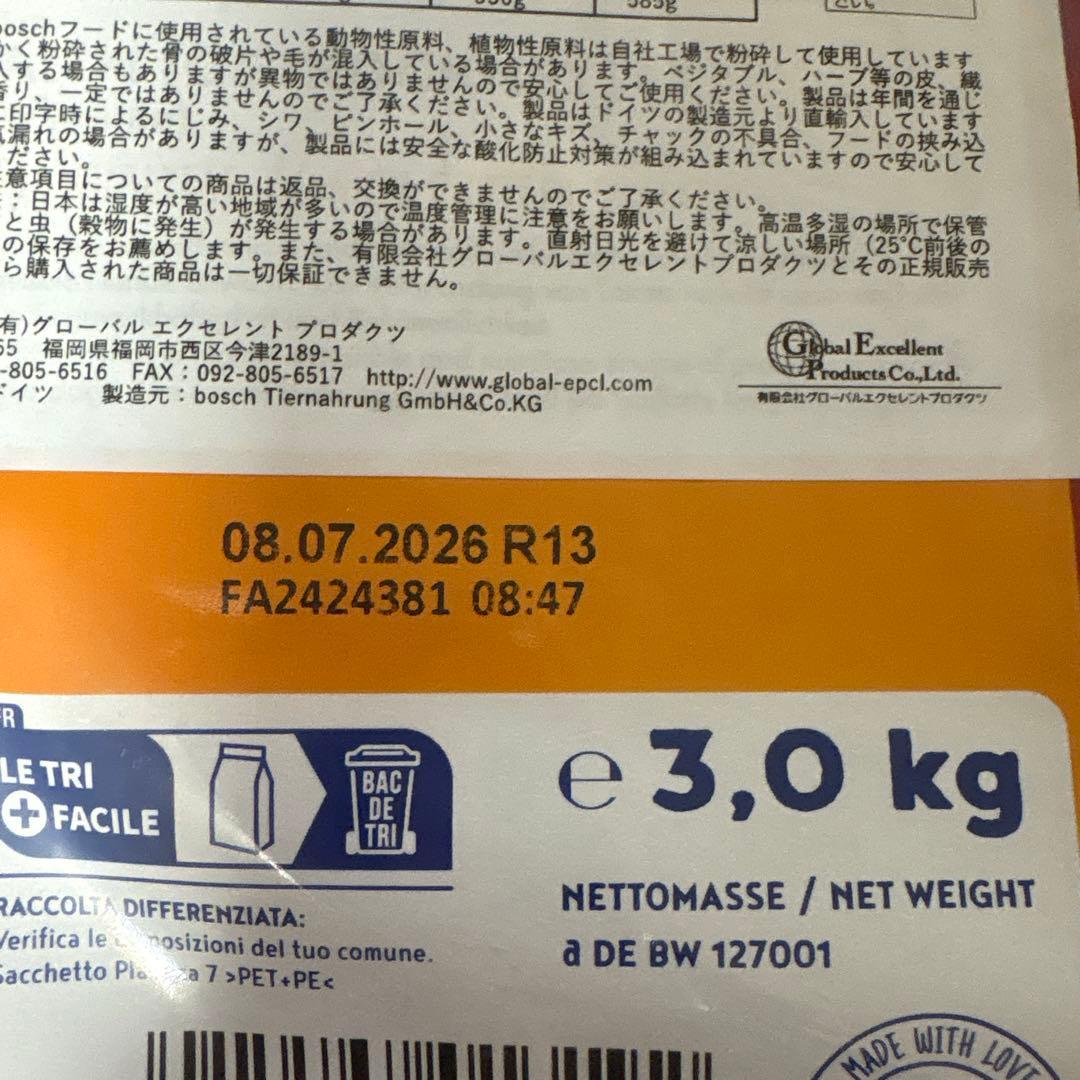 585g
boschフードに使用されている動物性原料、植物性原料は自社工場で粉砕して使用しています
かく粉砕された骨の破片や毛が混入している場合があります。ベジタブル、ハーブ等の皮、繊
入する場合もありますが異物ではありませんので安心してご使用ください。製品は年間を通じ
香り、一定ではありませんのでご了承ください。製品はドイツの製造元より直輸入しています
に印字時によるにじみ、シワ、ピンホール、小さなキズ、チャックの不具合、フードの挟み込
気漏れの場合がありますが、製品には安全な酸化防止対策が組み込まれていますので安心して
ださい。
注意項目についての商品は返品、交換ができませんのでご了承ください。
:日本は湿度が高い地域が多いので温度管理に注意をお願いします。高温多湿の場所で保管
と虫(穀物に発生)が発生する場合があります。直射日光を避けて涼しい場所(25℃前後の
の保存をお薦めします。また、有限会社グローバルエクセレントプロダクツとその正規販売
ら購入された商品は一切保証できません。
有)グローバル エクセレント プロダクツ
65 福岡県福岡市西区今津2189-1
-805-6516 FAX:092-805-6517 http://www.global-epcl.com
ドイツ 製造元:bosch Tiernahrung GmbH&Co.KG
Global Excellent
Products Co.,Ltd.
有限会社グローバルエクセレントプロダクツ
08.07.2026 R13
FA2424381 08:47
FR
LE TRI
+ FACILE
BAC
DE
TRI
e 3,0 kg
NETTOMASSE / NET WEIGHT
a DE BW 127001
RACCOLTA DIFFERENZIATA:
Verifica le disposizioni del tuo comune.
Sacchetto Plastica 7 >PET+PE<
MADE WITH LOVE